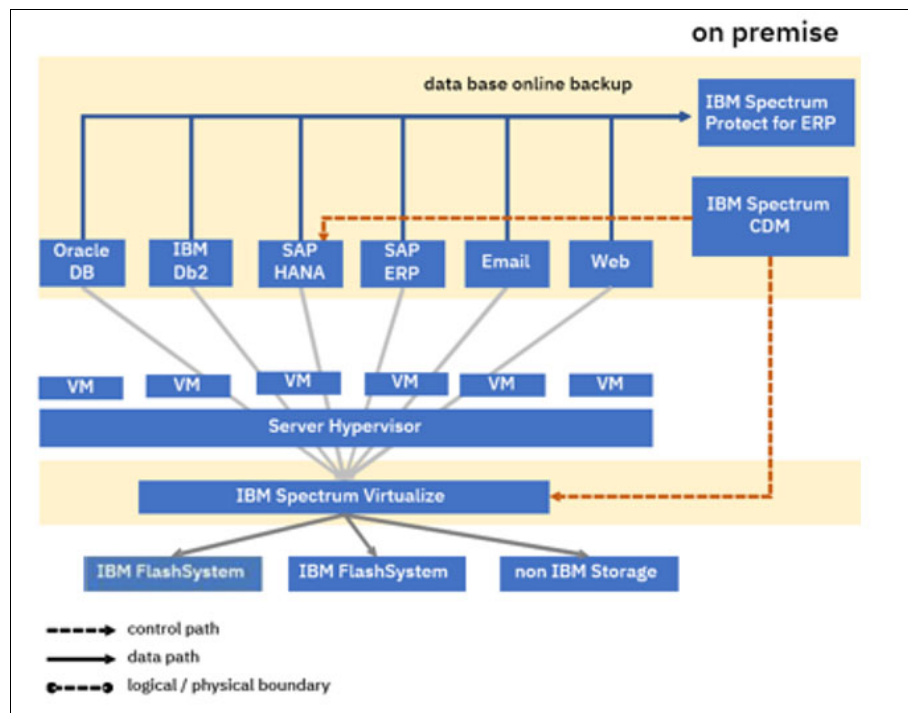 on premise
data base online backup
IBM Spectrum
Protect for ERP
IBM Spectrum
CDM
Oracle
DB
IBM
Db2
SAP
HANA
SAP
ERP
Email
Web
VM
VM
VM
VM
VM
VM
Server Hypervisor
IBM Spectrum Virtualize
IBM FlashSystem
IBM FlashSystem
non IBM Storage
control path
data path
logical / physical boundary